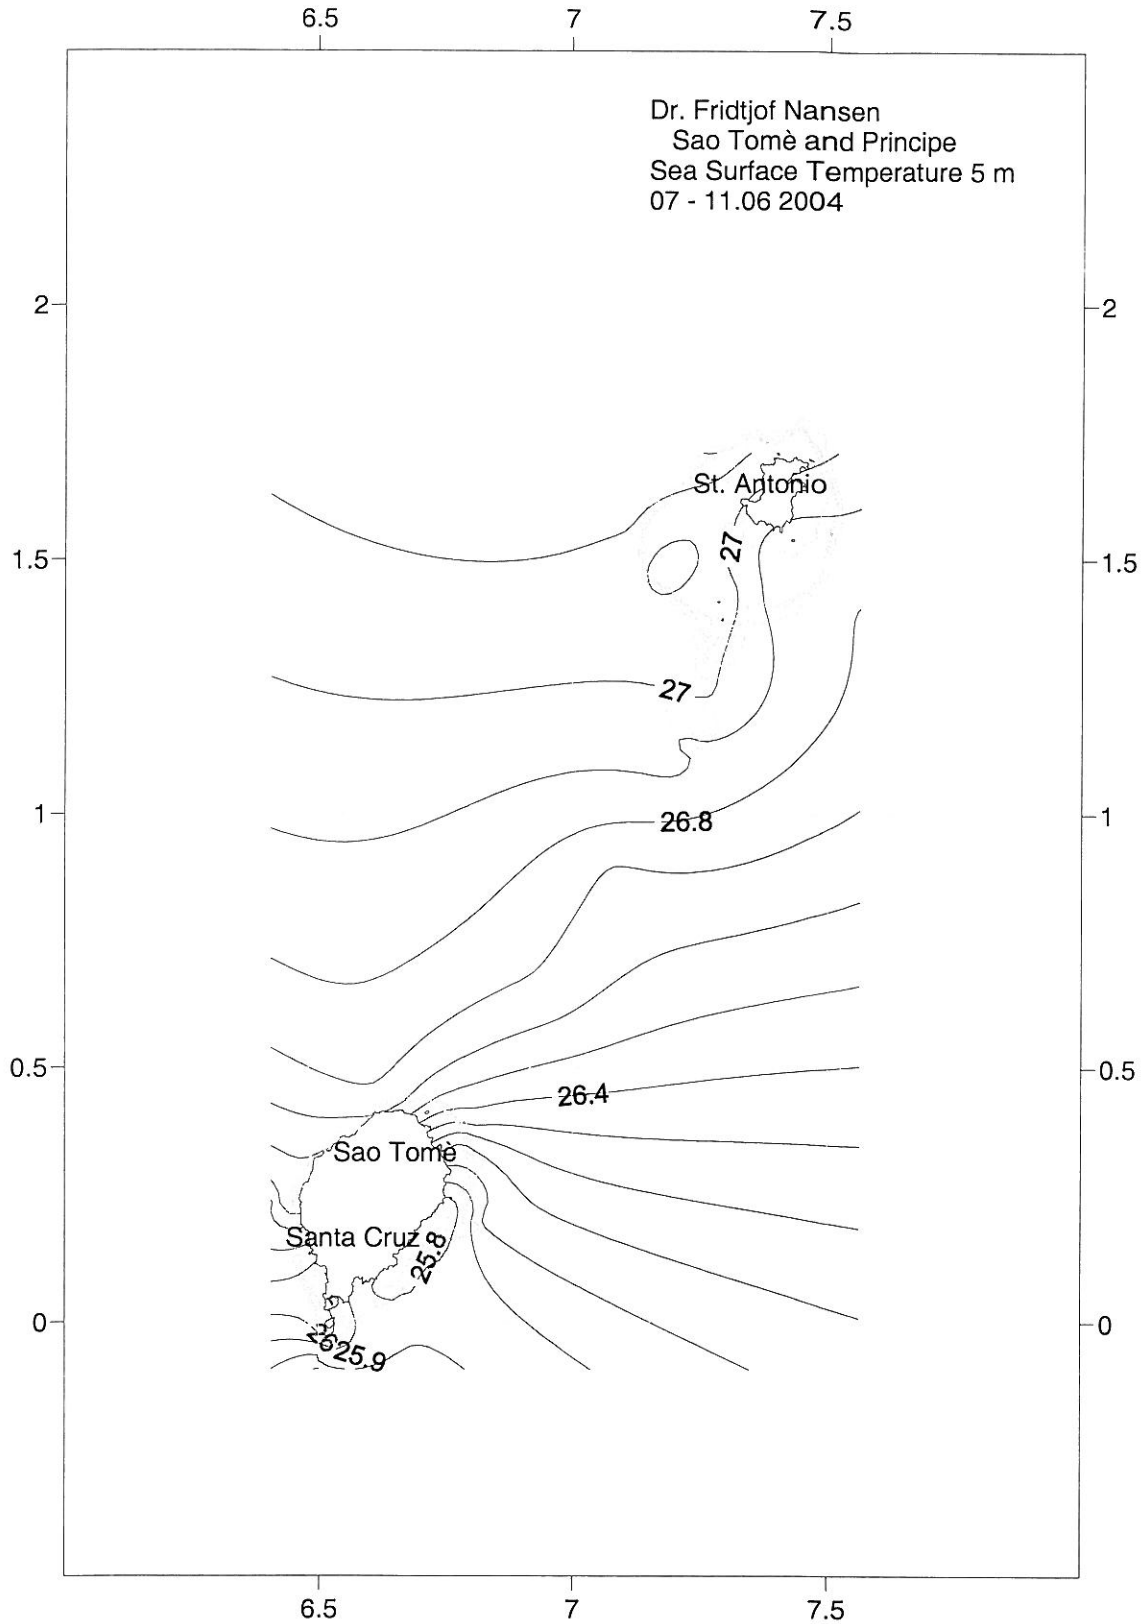 6.5 7 7.5
Dr. Fridtjof Nansen
Sao Tomè and Principe
Sea Surface Temperature 5 m
07 - 11.06 2004
2 2
St. Antonio
27
1.5 1.5
27
1 26.8 1
0.5 0.5
26.4
Sao Tomè
Santa Cruz
25.8
0 0
26
25.9
6.5 7 7.5